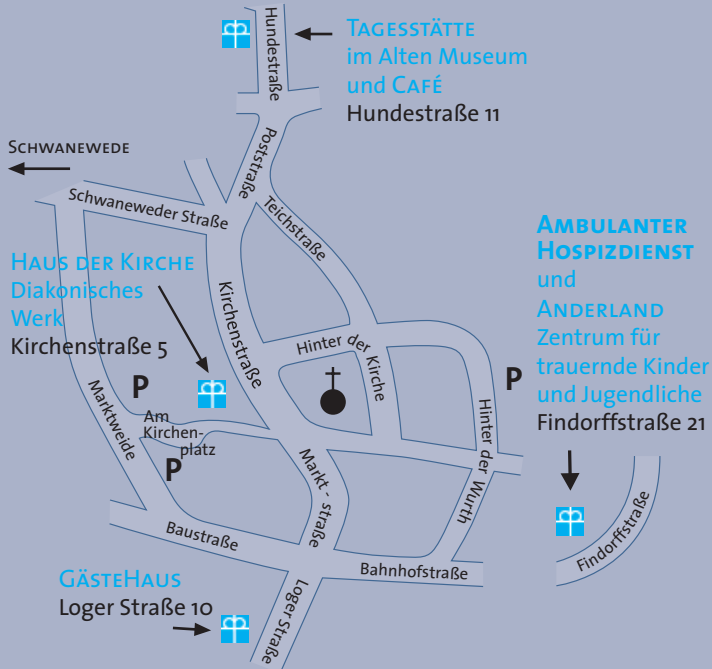 Hundestraße
TAGESSTÄTTE
im Alten Museum
und CAFÉ
Hundestraße 11
SCHWANEWEDE
Poststraße
Schwaneweder Straße
Teichstraße
HAUS DER KIRCHE
Diakonisches
Werk
Kirchenstraße 5
Kirchenstraße
Hinter der Kirche
AMBULANTER
HOSPIZDIENST
und
ANDERLAND
Zentrum für
trauernde Kinder
und Jugendliche
Findorffstraße 21
P
P
Marktweide
Am
Kirchen-
platz
P
Markt - straße
Hinter der Wurth
Baustraße
Bahnhofstraße
Findorffstraße
GÄSTEHAUS
Loger Straße 10
Loger Straße